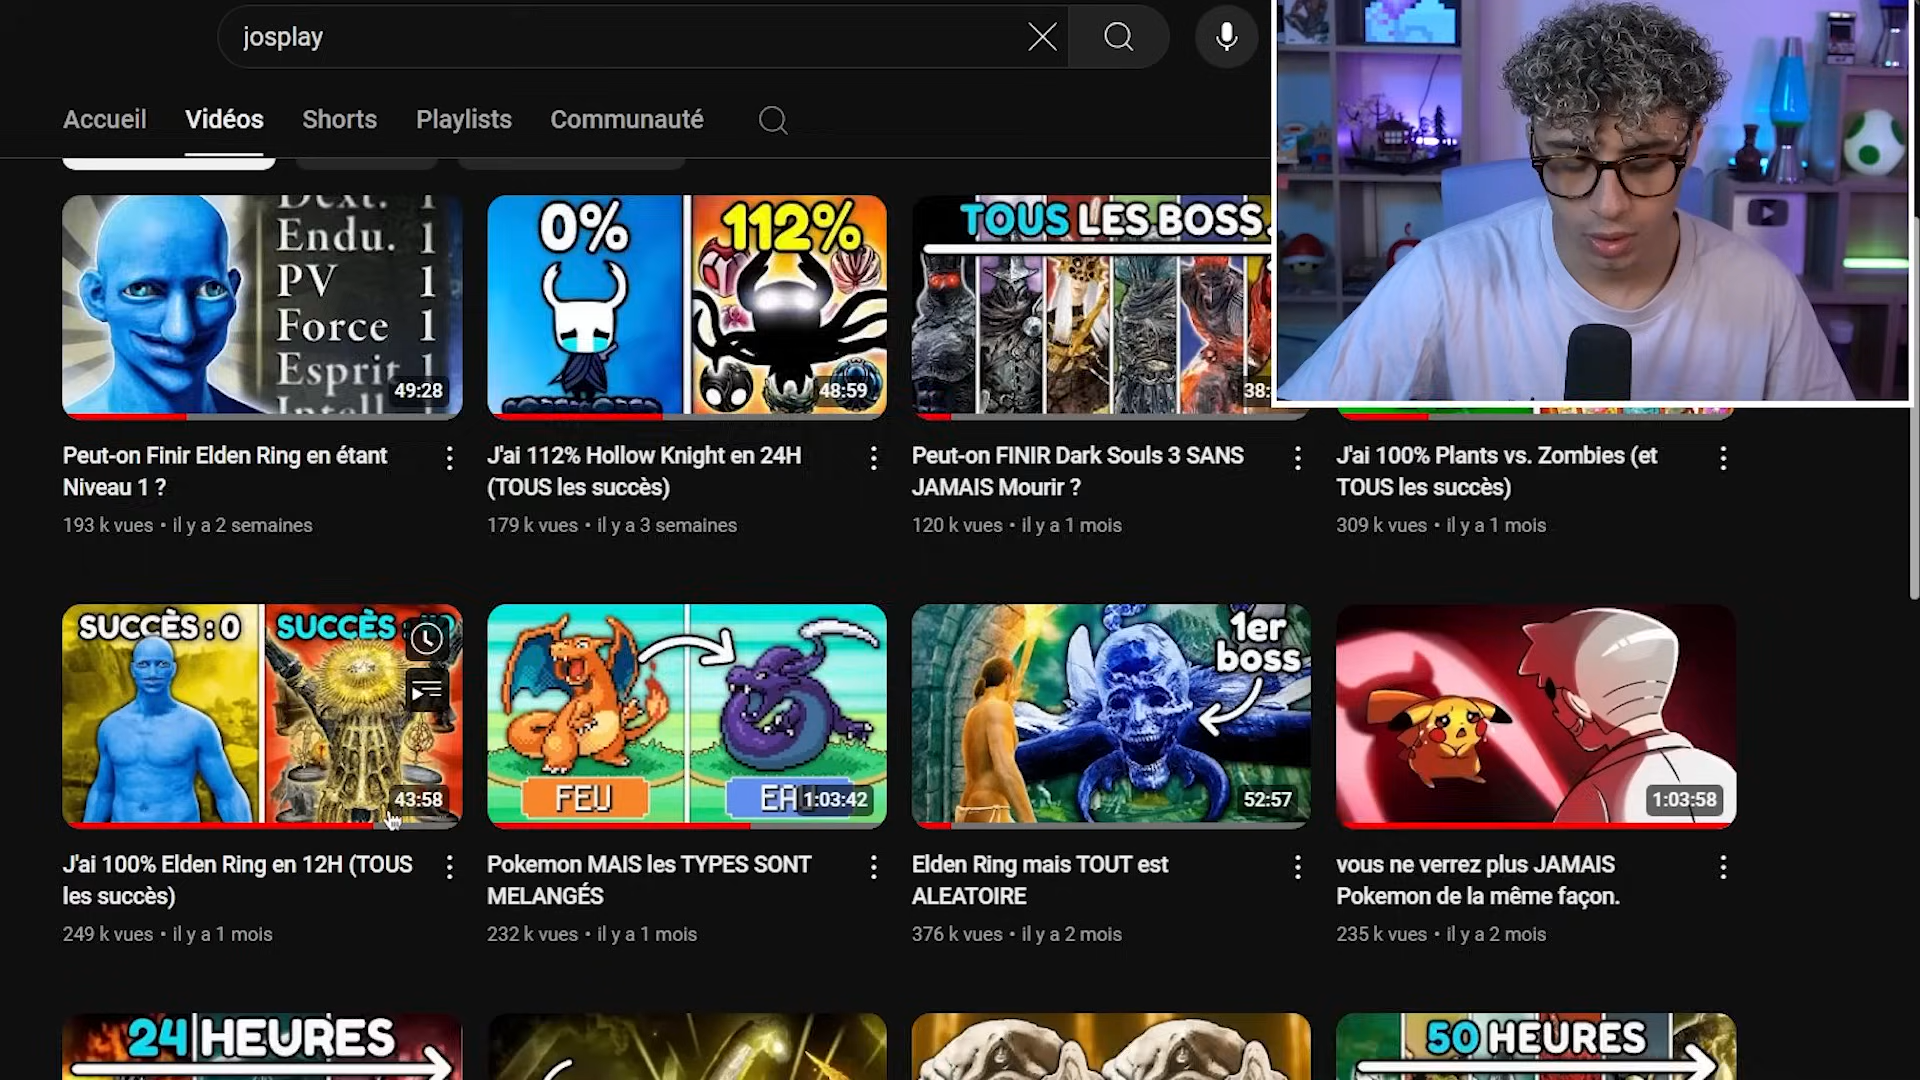 josplay
Accueil Vidéos Shorts Playlists Communauté
Dext. 1
Endu. 1
PV 1
Force 1
Esprit 1
49:28
0% 112%
48:59
TOUS LES BOSS.
38:
Peut-on Finir Elden Ring en étant
Niveau 1 ?
193 k vues • il y a 2 semaines
J'ai 112% Hollow Knight en 24H
(TOUS les succès)
179 k vues • il y a 3 semaines
Peut-on FINIR Dark Souls 3 SANS
JAMAIS Mourir ?
120 k vues • il y a 1 mois
J'ai 100% Plants vs. Zombies (et
TOUS les succès)
309 k vues • il y a 1 mois
SUCCÈS : 0 SUCCÈS
43:58
FEU
1:03:42
1er
boss
52:57
1:03:58
J'ai 100% Elden Ring en 12H (TOUS
les succès)
249 k vues • il y a 1 mois
Pokemon MAIS les TYPES SONT
MELANGÉS
232 k vues • il y a 1 mois
Elden Ring mais TOUT est
ALEATOIRE
376 k vues • il y a 2 mois
vous ne verrez plus JAMAIS
Pokemon de la même façon.
235 k vues • il y a 2 mois
24 HEURES
50 HEURES